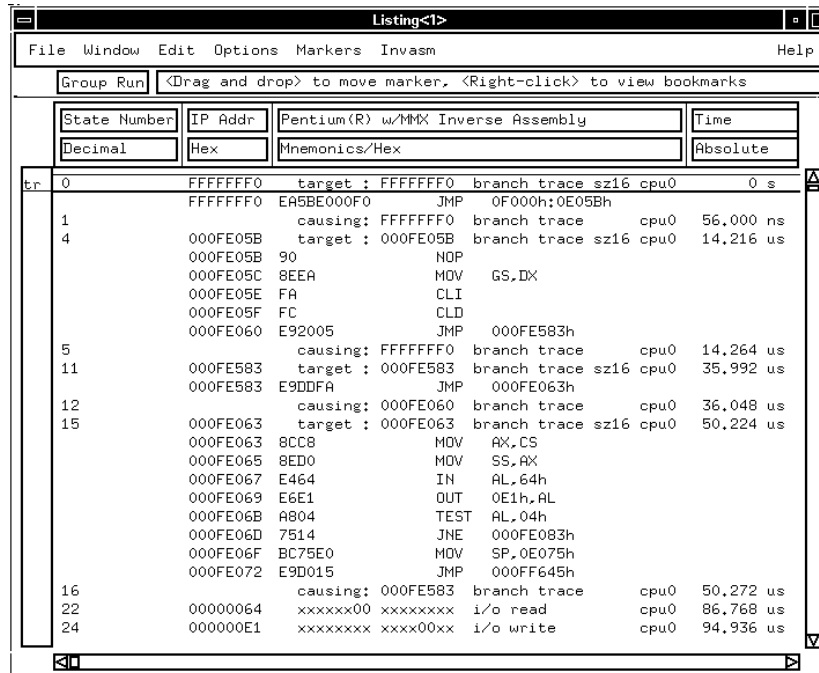 Listing<1>
File Window Edit Options Markers Invasm Help
Group Run <Drag and drop> to move marker, <Right-click> to view bookmarks
State Number IP Addr Pentium(R) w/MMX Inverse Assembly Time
Decimal Hex Mnemonics/Hex Absolute
tr 0 FFFFFFF0 target : FFFFFFF0 branch trace sz16 cpu0 0 s
FFFFFFF0 EA5BE000F0 JMP 0F000h:0E05Bh
1 causing: FFFFFFF0 branch trace cpu0 56.000 ns
4 000FE05B target : 000FE05B branch trace sz16 cpu0 14.216 us
000FE05B 90 NOP
000FE05C 8EEA MOV GS,DX
000FE05E FA CLI
000FE05F FC CLD
000FE060 E92005 JMP 000FE583h
5 causing: FFFFFFF0 branch trace cpu0 14.264 us
11 000FE583 target : 000FE583 branch trace sz16 cpu0 35.992 us
000FE583 E9DDFA JMP 000FE063h
12 causing: 000FE060 branch trace cpu0 36.048 us
15 000FE063 target : 000FE063 branch trace sz16 cpu0 50.224 us
000FE063 8CC8 MOV AX,CS
000FE065 8ED0 MOV SS,AX
000FE067 E464 IN AL,64h
000FE069 E6E1 OUT 0E1h,AL
000FE06B A804 TEST AL,04h
000FE06D 7514 JNE 000FE083h
000FE06F BC75E0 MOV SP,0E075h
000FE072 E9D015 JMP 000FF645h
16 causing: 000FE583 branch trace cpu0 50.272 us
22 00000064 xxxxxx00 xxxxxxxx i/o read cpu0 86.768 us
24 000000E1 xxxxxxxx xxxx00xx i/o write cpu0 94.936 us